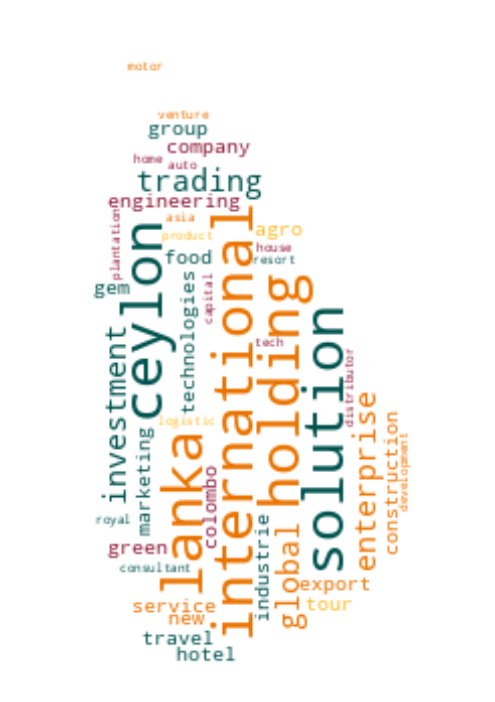 motor
venture
group
company
home
auto
trading
engineering
plantation
asia
product
agro
house
resort
food
gem
ceylon
international
capital
technologies
holding
solution
tech
investment
distributor
lanka
logistic
marketing
enterprise
construction
development
colombo
royal
industrie
global
green
consultant
export
service
tour
new
travel
hotel